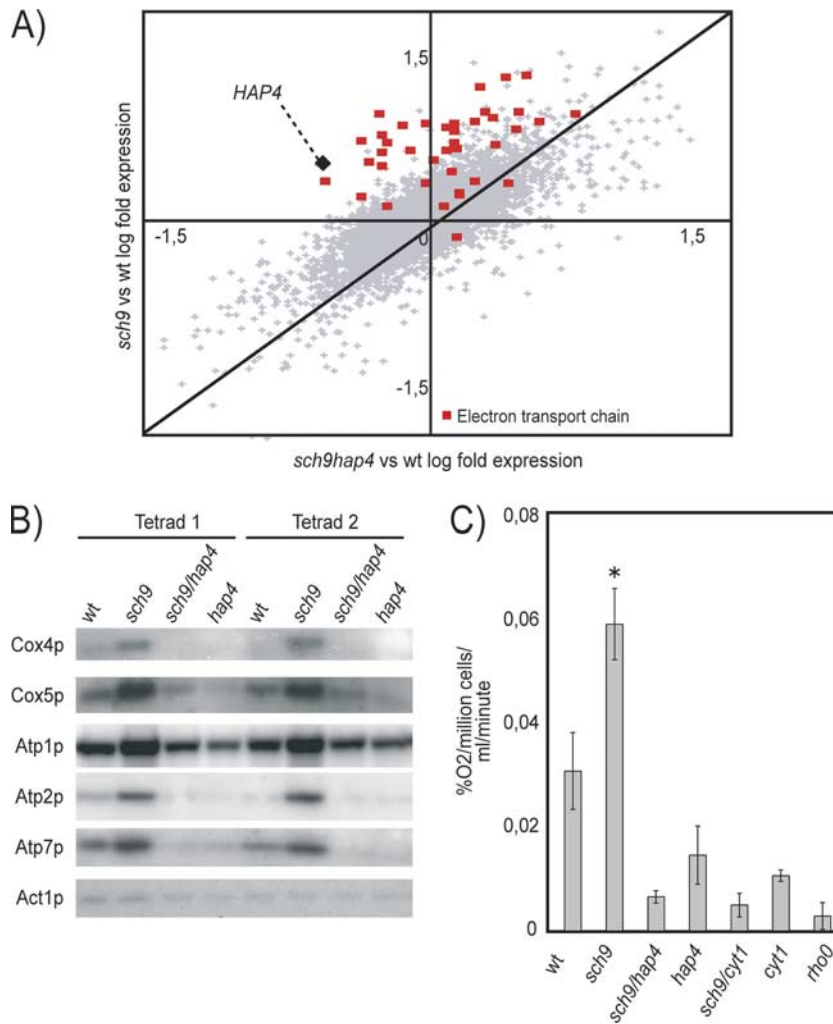 A)
HAP4
1,5
-1,5
0
1,5
-1,5
Electron transport chain
sch9 vs wt log fold expression
sch9hap4 vs wt log fold expression
B)
Tetrad 1
Tetrad 2
wt
sch9
sch9/hap4
hap4
wt
sch9
sch9/hap4
hap4
Cox4p
Cox5p
Atp1p
Atp2p
Atp7p
Act1p
C)
0,08
0,06
0,04
0,02
0
*
%O2/million cells/
ml/minute
wt
sch9
sch9/hap4
hap4
sch9/cyt1
cyt1
rho0